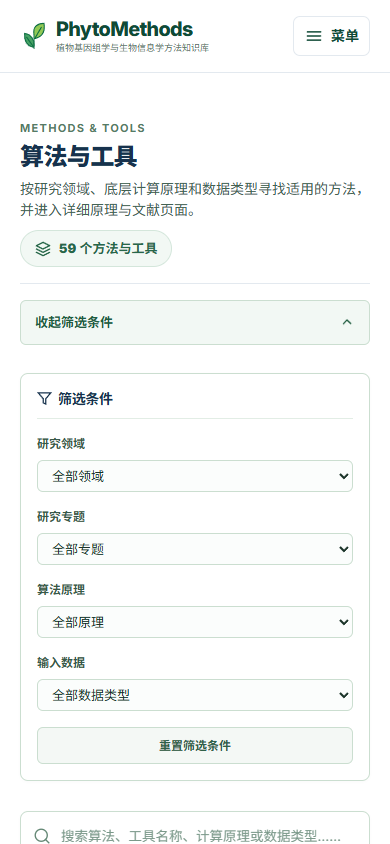 PhytoMethods
植物基因组学与生物信息学方法知识库
菜单
METHODS & TOOLS
算法与工具
按研究领域、底层计算原理和数据类型寻找适用的方法，
并进入详细原理与文献页面。
59 个方法与工具
收起筛选条件
筛选条件
研究领域
全部领域
研究专题
全部专题
算法原理
全部原理
输入数据
全部数据类型
重置筛选条件
搜索算法、工具名称、计算原理或数据类型……